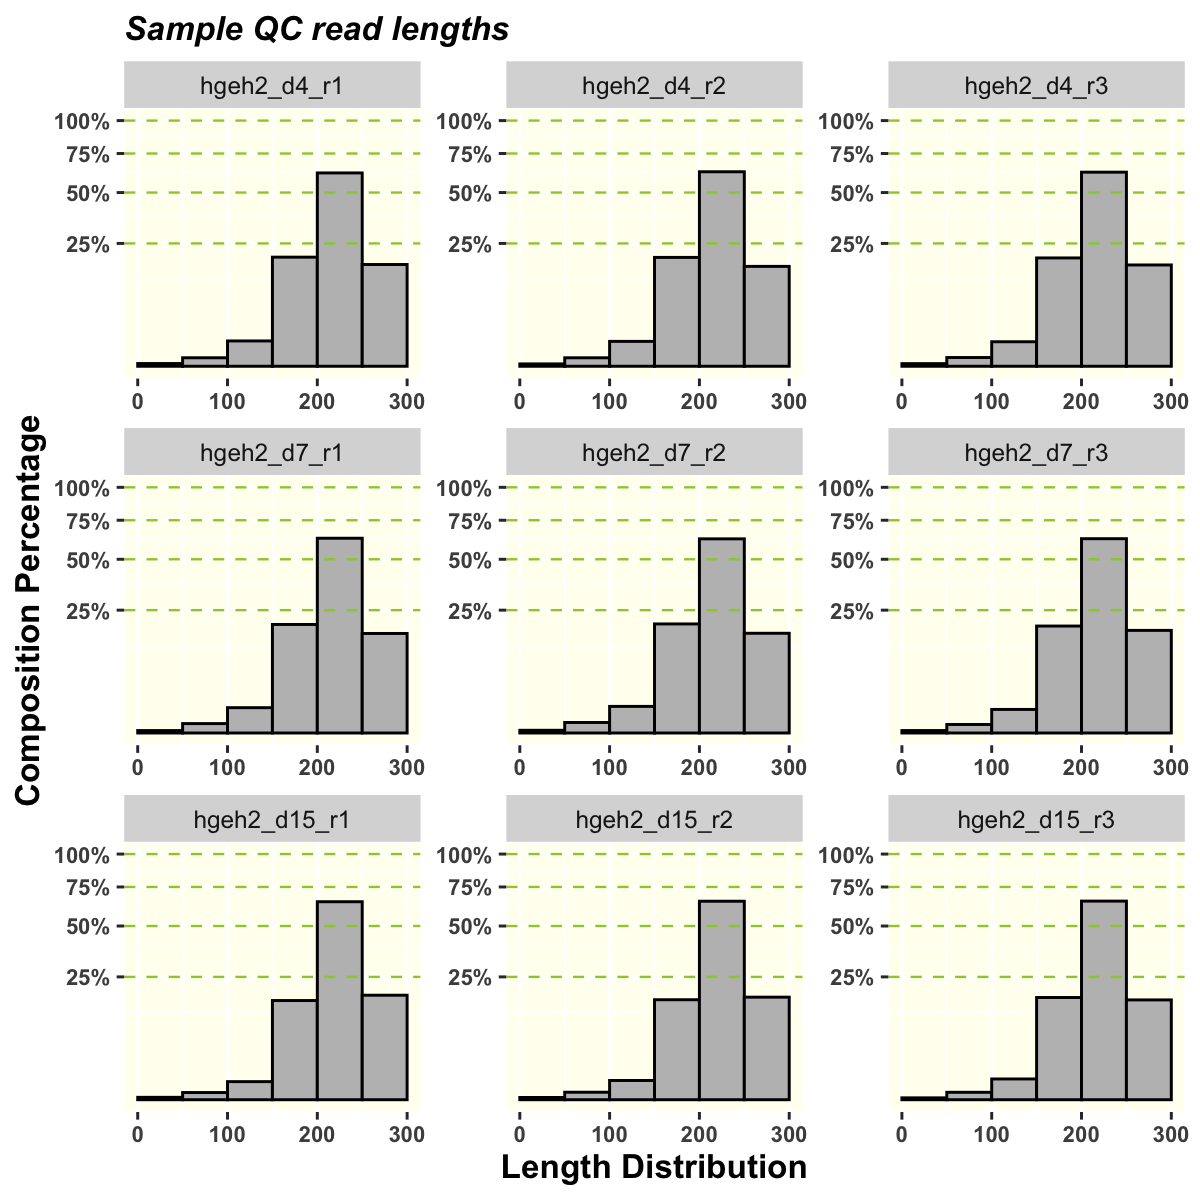 Sample QC read lengths
hgeh2_d4_r1 hgeh2_d4_r2 hgeh2_d4_r3
100% 100% 100%
75% 75% 75%
50% 50% 50%
25% 25% 25%
0 100 200 300 0 100 200 300 0 100 200 300
Composition Percentage
hgeh2_d7_r1 hgeh2_d7_r2 hgeh2_d7_r3
100% 100% 100%
75% 75% 75%
50% 50% 50%
25% 25% 25%
0 100 200 300 0 100 200 300 0 100 200 300
hgeh2_d15_r1 hgeh2_d15_r2 hgeh2_d15_r3
100% 100% 100%
75% 75% 75%
50% 50% 50%
25% 25% 25%
0 100 200 300 0 100 200 300 0 100 200 300
Length Distribution